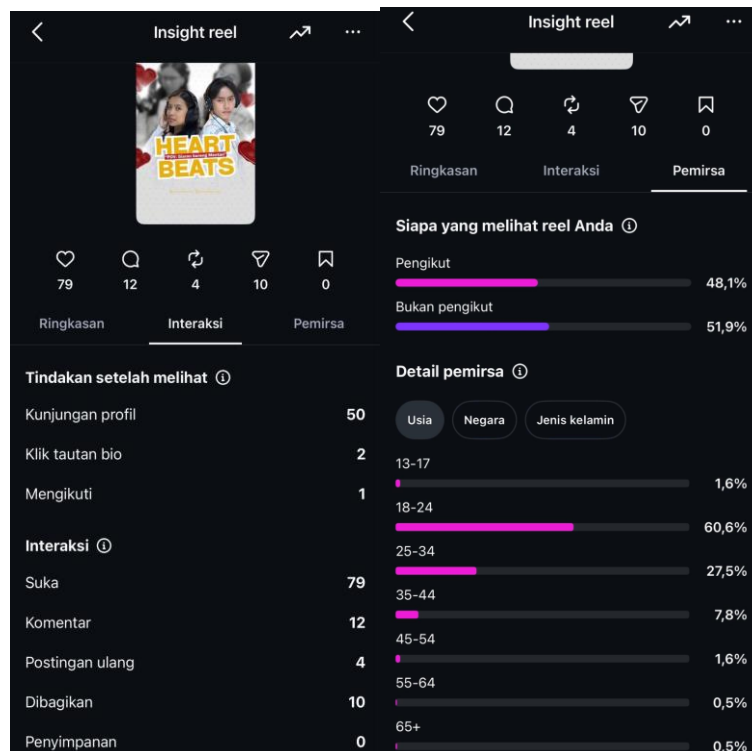 Insight reel
HEART
BEATS
79 12 4 10 0
Ringkasan Interaksi Pemirsa
Tindakan setelah melihat
Kunjungan profil 50
Klik tautan bio 2
Mengikuti 1
Interaksi
Suka 79
Komentar 12
Postingan ulang 4
Dibagikan 10
Penyimpanan 0
Insight reel
79 12 4 10 0
Ringkasan Interaksi Pemirsa
Siapa yang melihat reel Anda
Pengikut
48,1%
Bukan pengikut
51,9%
Detail pemirsa
Usia Negara Jenis kelamin
13-17
1,6%
18-24
60,6%
25-34
27,5%
35-44
7,8%
45-54
1,6%
55-64
0,5%
65+
0,5%